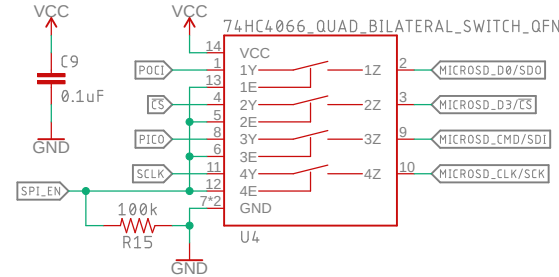 VCC
VCC
74HC4066_QUAD_BILATERAL_SWITCH_QFN
14 VCC
POCI 1 1Y 1Z 2 MICROSD_D0/SDO
13 1E
C9
0.1uF
CS 4 2Y 2Z 3 MICROSD_D3/CS
5 2E
PICO 8 3Y 3Z 9 MICROSD_CMD/SDI
GND
6 3E
SCLK 11 4Y 4Z 10 MICROSD_CLK/SCK
SPI_EN 12 4E
7*2 GND
100k
R15
U4
GND